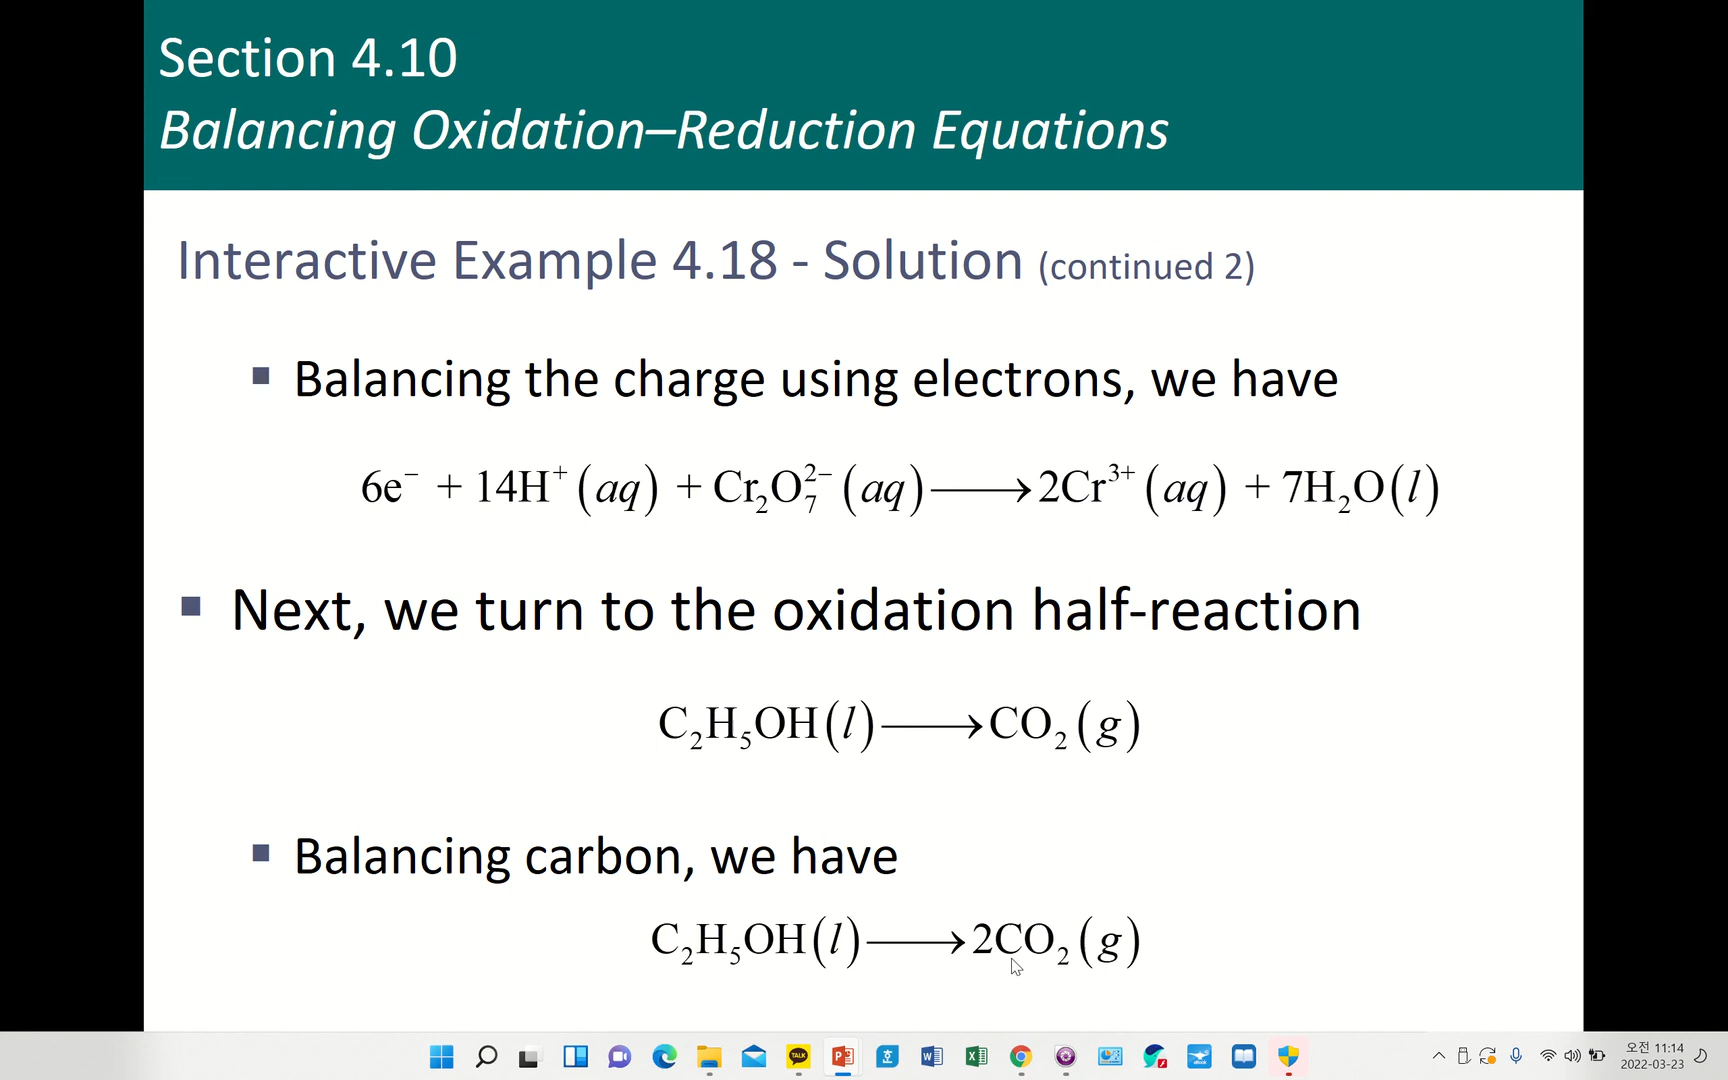 Section 4.10
Balancing Oxidation–Reduction Equations
Interactive Example 4.18 - Solution (continued 2)
▪ Balancing the charge using electrons, we have
6e⁻ + 14H⁺(aq) + Cr₂O₇²⁻(aq) ⟶ 2Cr³⁺(aq) + 7H₂O(l)
▪ Next, we turn to the oxidation half-reaction
C₂H₅OH(l) ⟶ CO₂(g)
▪ Balancing carbon, we have
C₂H₅OH(l) ⟶ 2CO₂(g)
TALK
오전 11:14
2022-03-23